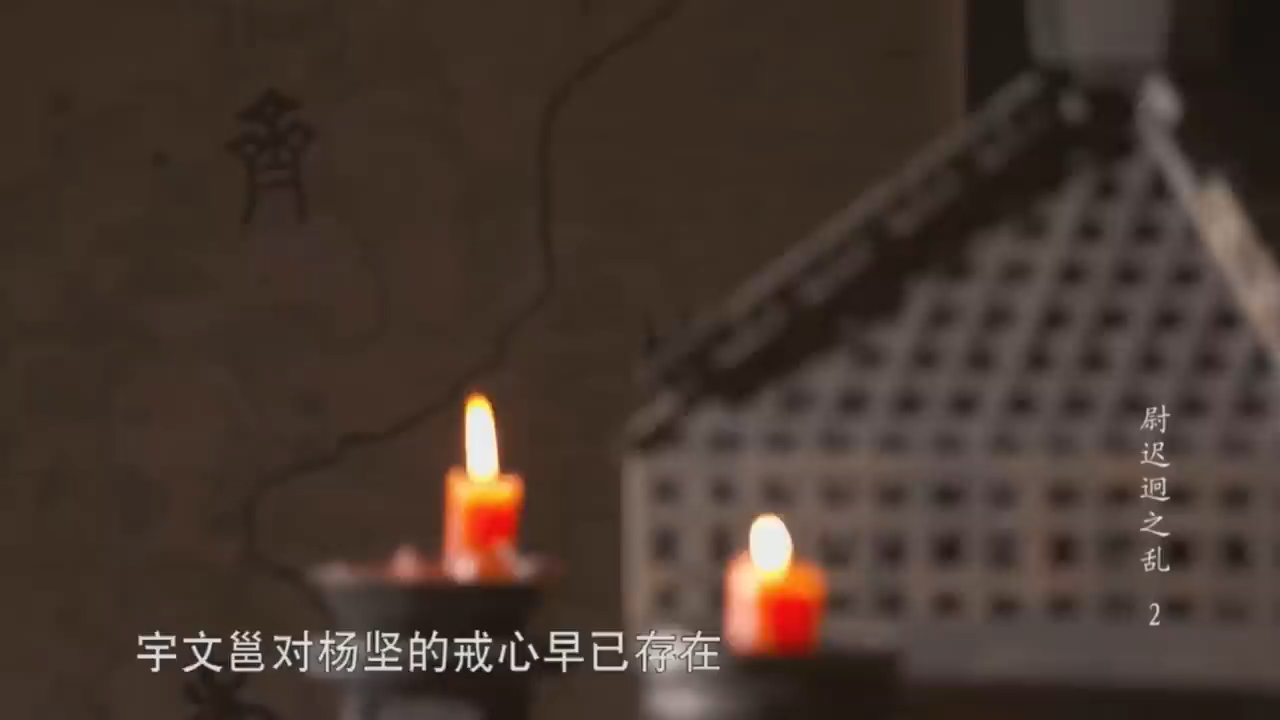 齊
尉迟迥之乱 2
宇文邕对杨坚的戒心早已存在